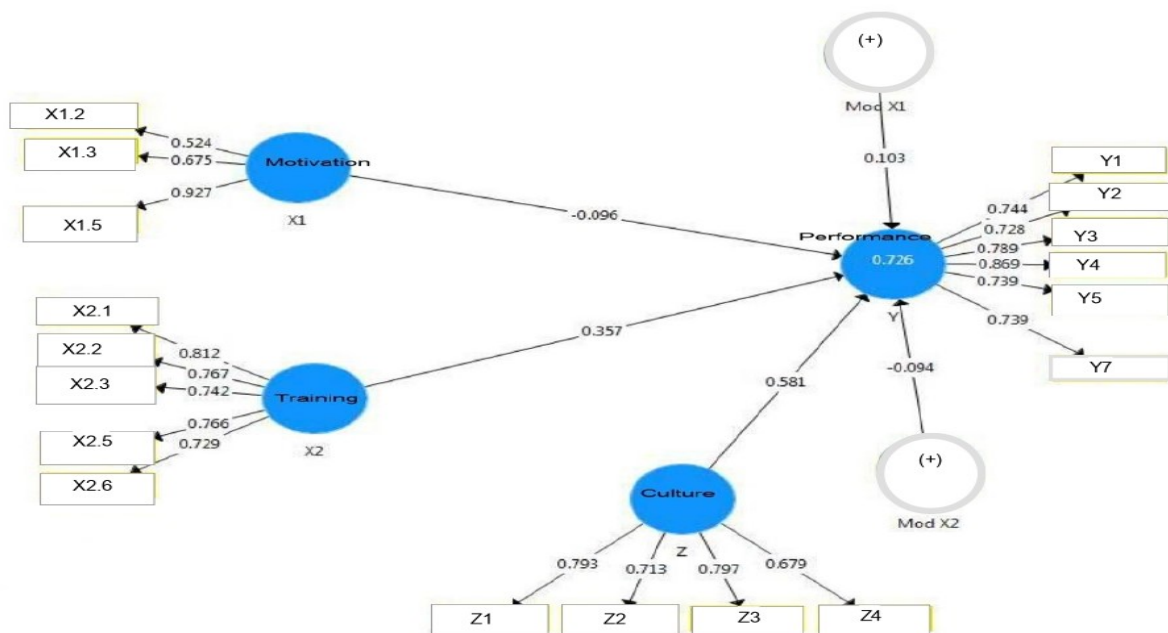 (+)
Mod X1
0.103
X1.2
X1.3
X1.5
0.524
0.675
0.927
Motivation
X1
-0.096
Y1
Y2
Y3
Y4
Y5
Y7
0.744
0.728
0.789
0.869
0.739
0.739
Performance
0.726
Y
X2.1
X2.2
X2.3
X2.5
X2.6
0.812
0.767
0.742
0.766
0.729
Training
X2
0.357
0.581
-0.094
(+)
Mod X2
Culture
Z
0.793
0.713
0.797
0.679
Z1
Z2
Z3
Z4